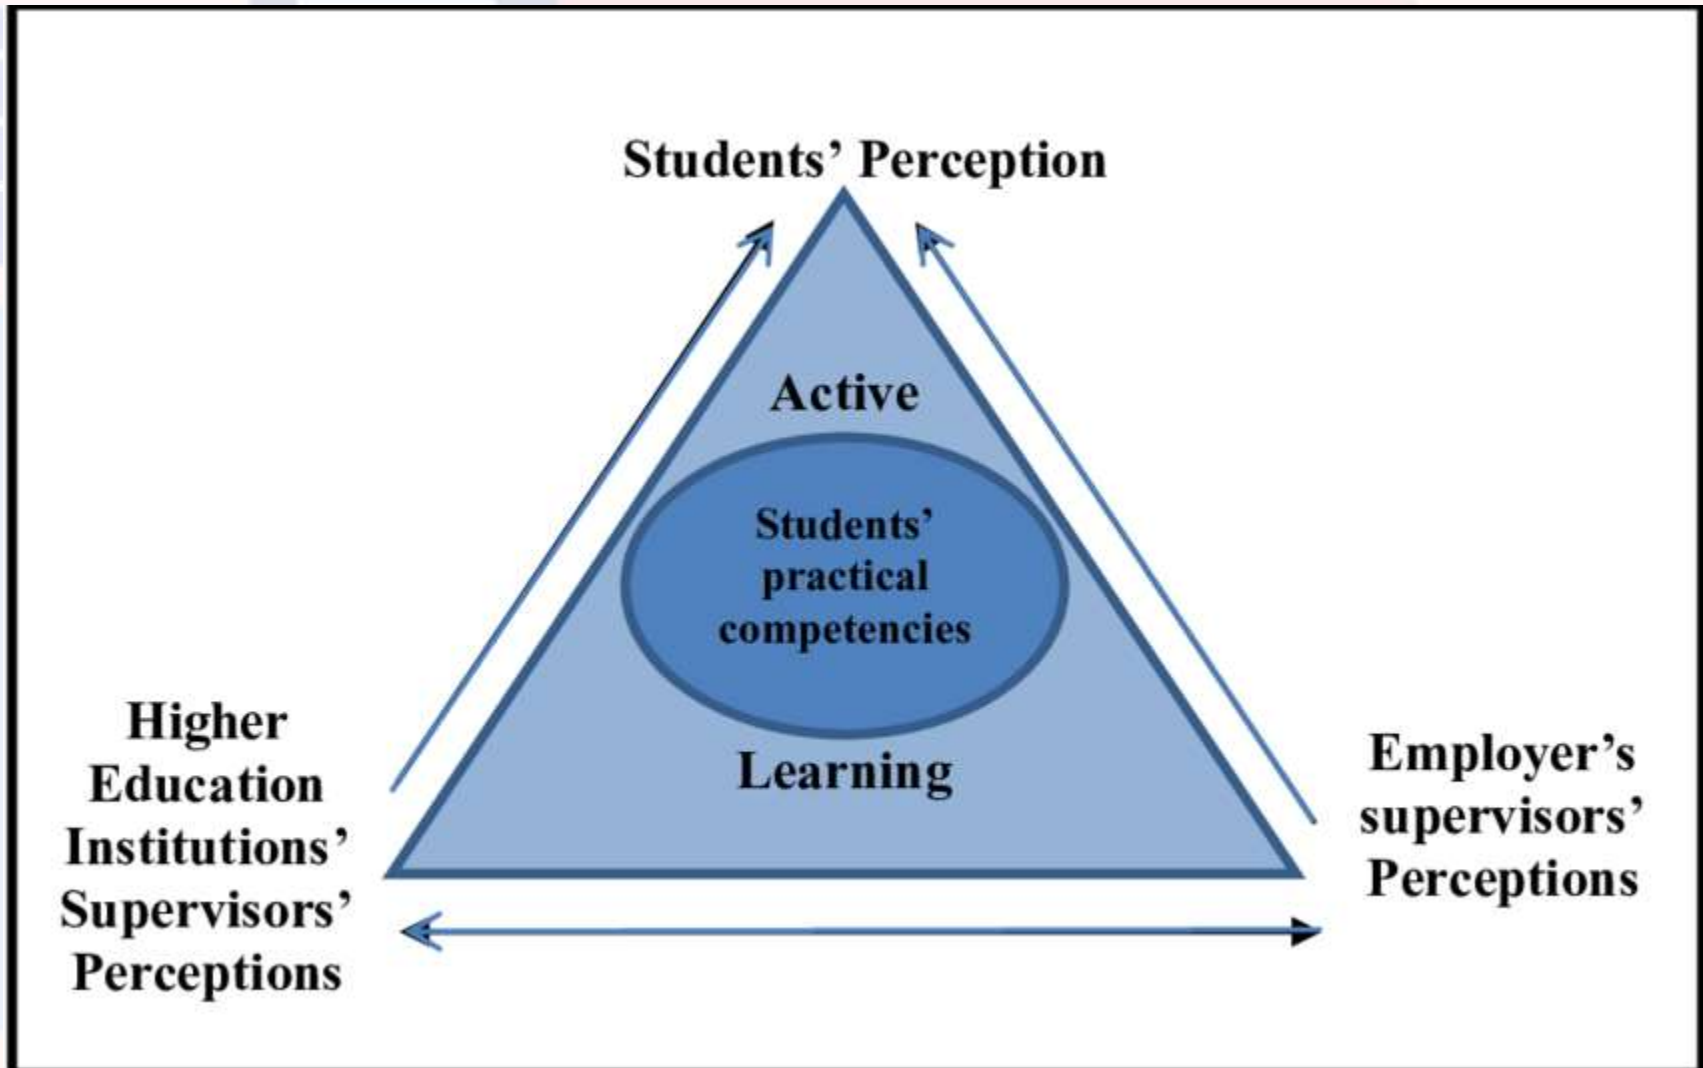 Students’ Perception
Active
Students’
practical
competencies
Learning
Higher
Education
Institutions’
Supervisors’
Perceptions
Employer’s
supervisors’
Perceptions